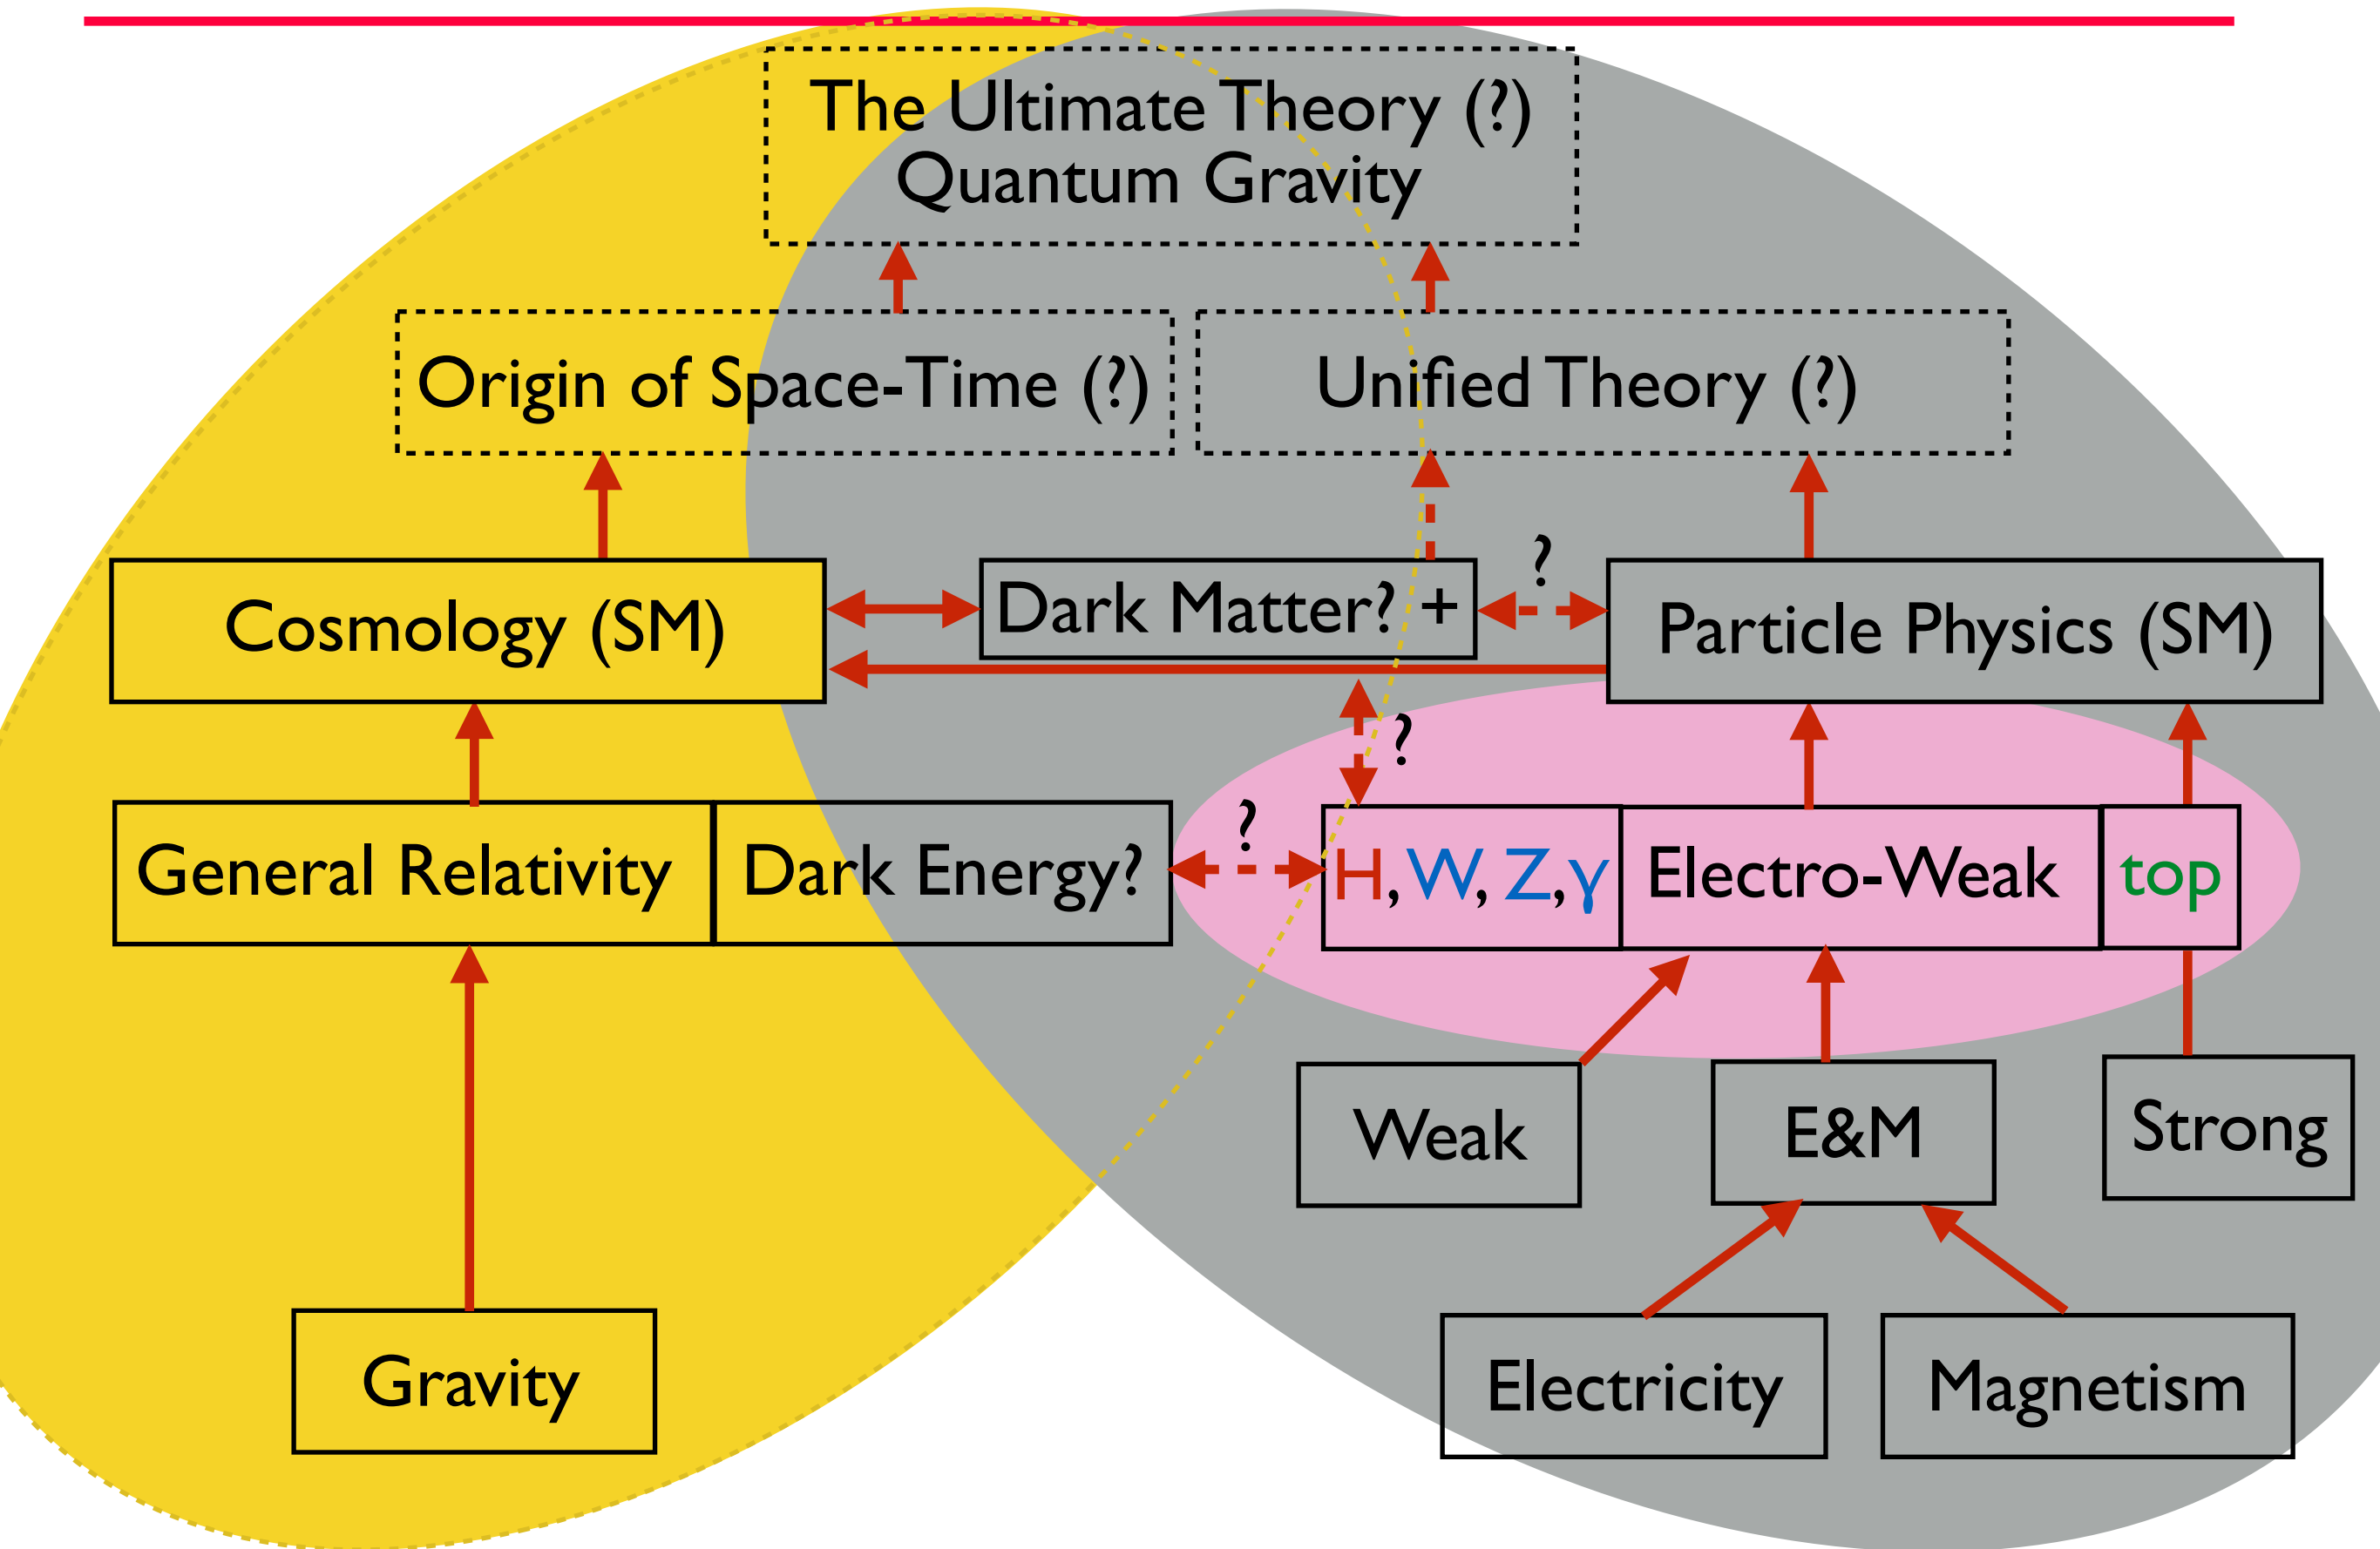 The Ultimate Theory (?)
Quantum Gravity
Origin of Space-Time (?)
Unified Theory (?)
?
Cosmology (SM)
Dark Matter? +
Particle Physics (SM)
?
?
General Relativity
Dark Energy?
H, W, Z, γ
Electro-Weak
top
Weak
E&M
Strong
Gravity
Electricity
Magnetism